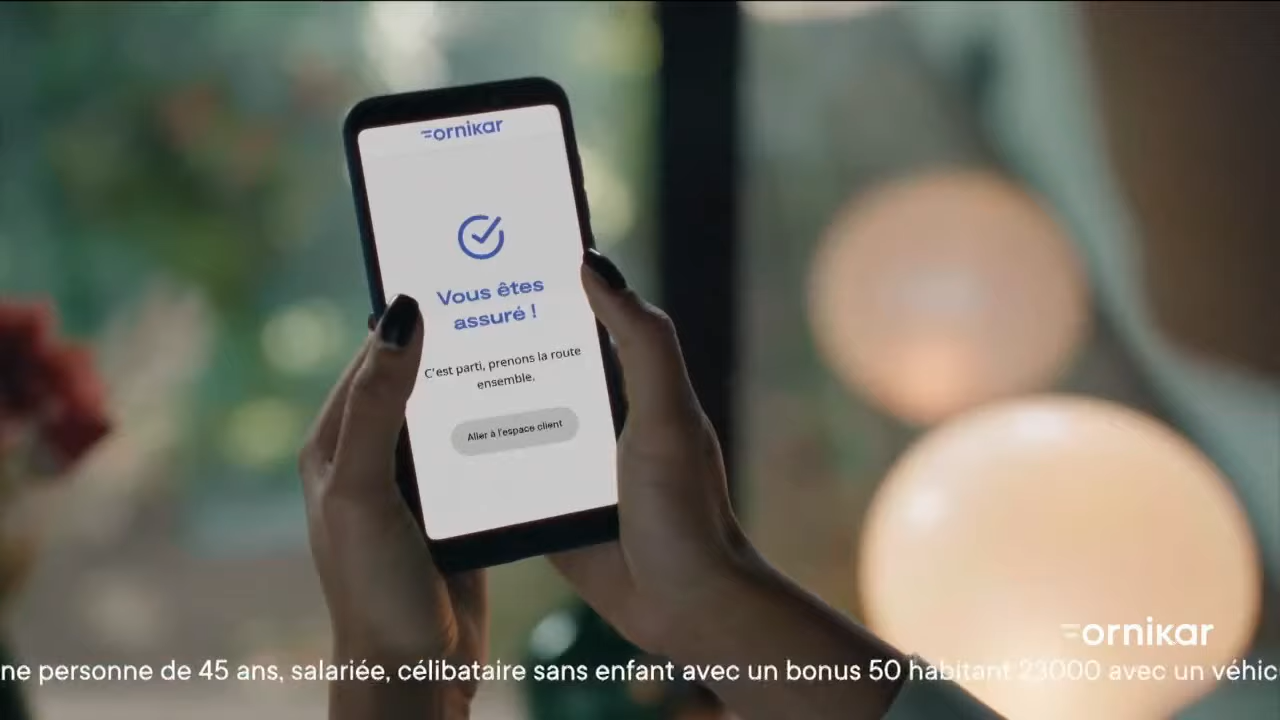 ornikar
Vous êtes
assuré !
C'est parti, prenons la route
ensemble.
Aller à l'espace client
ornikar
ne personne de 45 ans, salariée, célibataire sans enfant avec un bonus 50 habitant 23000 avec un véhic